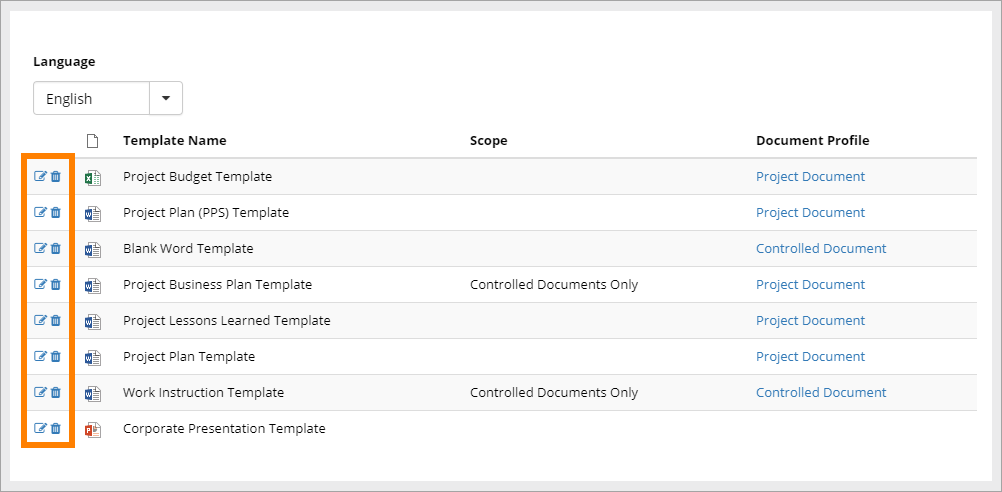 Language
English
Template Name Scope Document Profile
Project Budget Template Project Document
Project Plan (PPS) Template Project Document
Blank Word Template Controlled Document
Project Business Plan Template Controlled Documents Only Project Document
Project Lessons Learned Template Project Document
Project Plan Template Project Document
Work Instruction Template Controlled Documents Only Controlled Document
Corporate Presentation Template